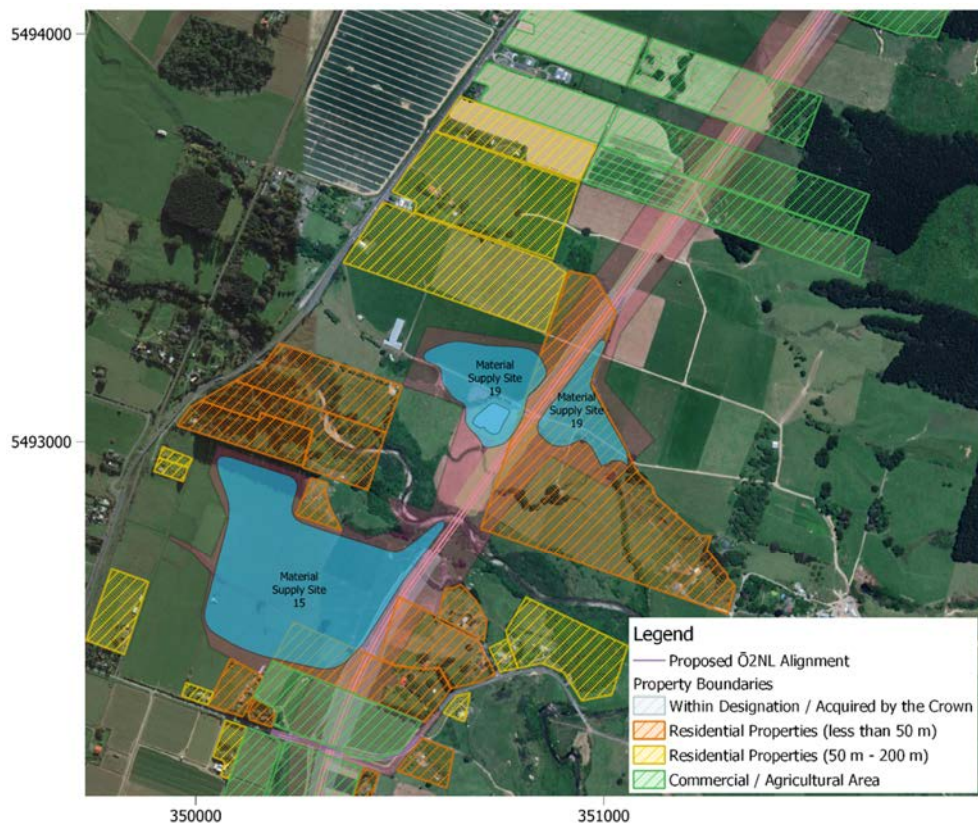 5494000
Material
Supply Site
19
Material
Supply Site
19
5493000
Material
Supply Site
15
Legend
Proposed Ō2NL Alignment
Property Boundaries
Within Designation / Acquired by the Crown
Residential Properties (less than 50 m)
Residential Properties (50 m - 200 m)
Commercial / Agricultural Area
350000
351000